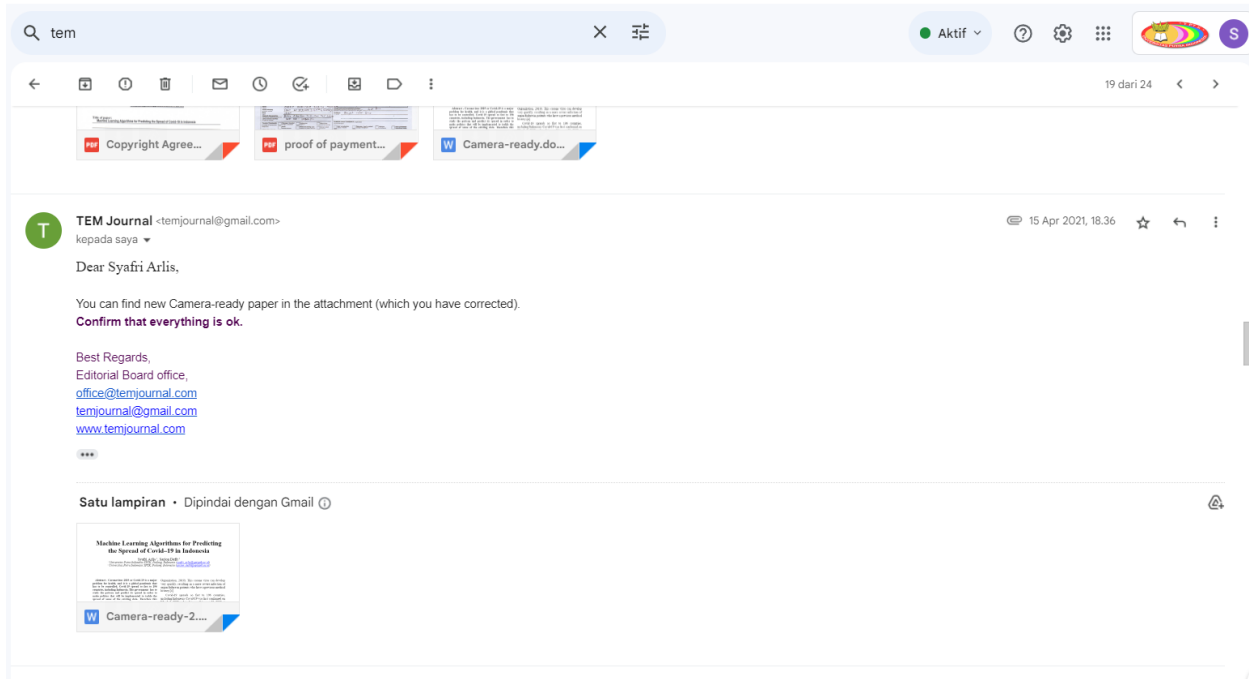 tem
Aktif
S
19 dari 24
PDF Copyright Agree...
PDF proof of payment...
W Camera-ready.do...
T
TEM Journal <temjournal@gmail.com>
15 Apr 2021, 18.36
kepada saya
Dear Syafri Arlis,
You can find new Camera-ready paper in the attachment (which you have corrected).
Confirm that everything is ok.
Best Regards,
Editorial Board office,
office@temjournal.com
temjournal@gmail.com
www.temjournal.com
Satu lampiran • Dipindai dengan Gmail
Machine Learning Algorithms for Predicting
the Spread of Covid-19 in Indonesia
W Camera-ready-2....